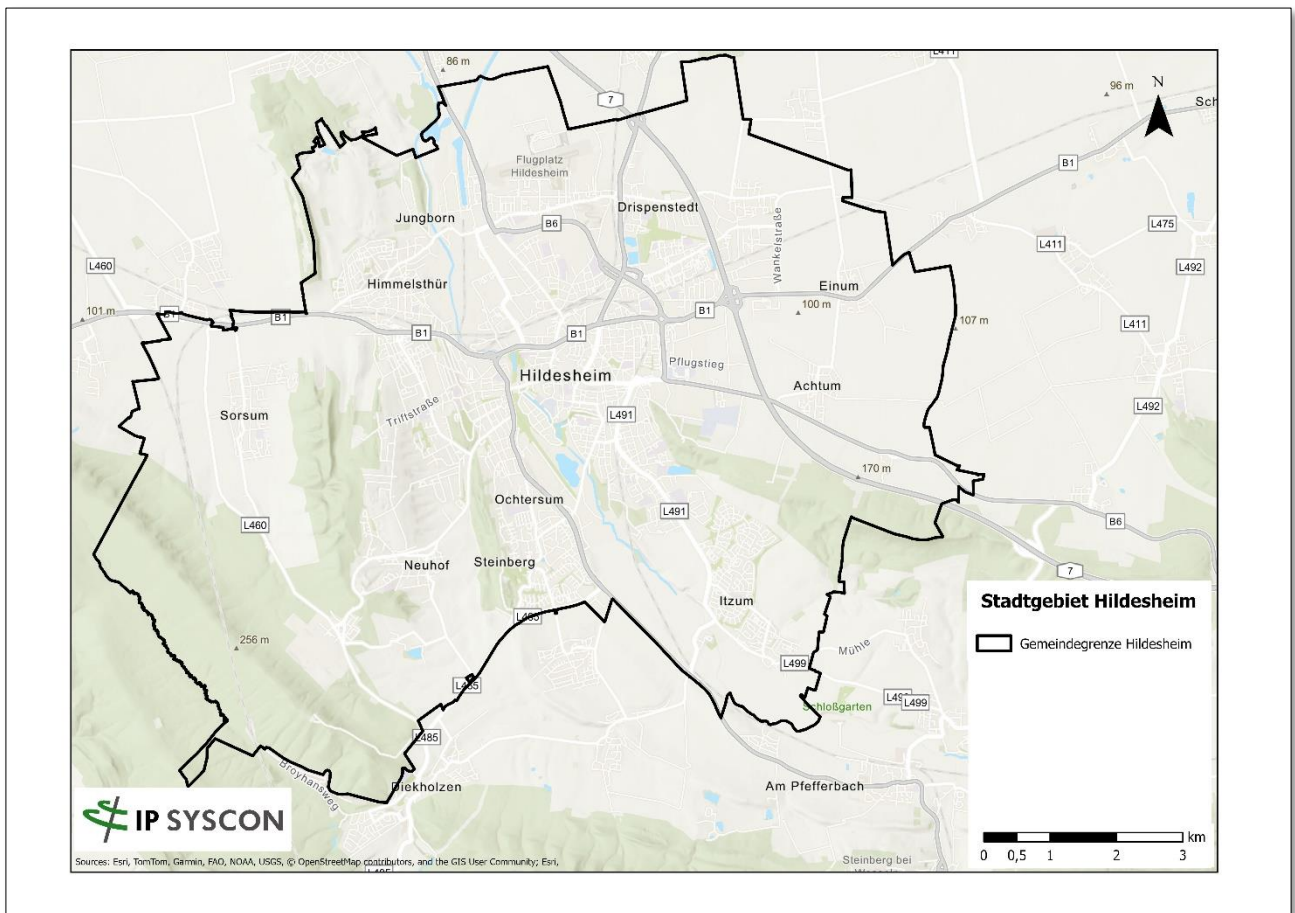 L411
86 m
7
96 m
N
Sch
Flugplatz
Hildesheim
B1
Jungborn
Drispenstedt
B6
Wankelstraße
L475
L411
L460
L492
Himmelsthür
Einum
100 m
101 m
B1
B1
B1
B1
B1
107 m
L411
Pflugstieg
Hildesheim
Achtum
Sorsum
Triftstraße
L491
L492
170 m
Ochtersum
L491
L460
B6
Neuhof
Steinberg
7
Itzum
Stadtgebiet Hildesheim
L485
Gemeindegrenze Hildesheim
256 m
Mühle
L499
L485
L499
Schloßgarten
L485
Broyhansweg
Diekholzen
Am Pfefferbach
IP SYSCON
km
0 0,5 1 2 3
Sources: Esri, TomTom, Garmin, FAO, NOAA, USGS, © OpenStreetMap contributors, and the GIS User Community; Esri,
Steinberg bei
L485